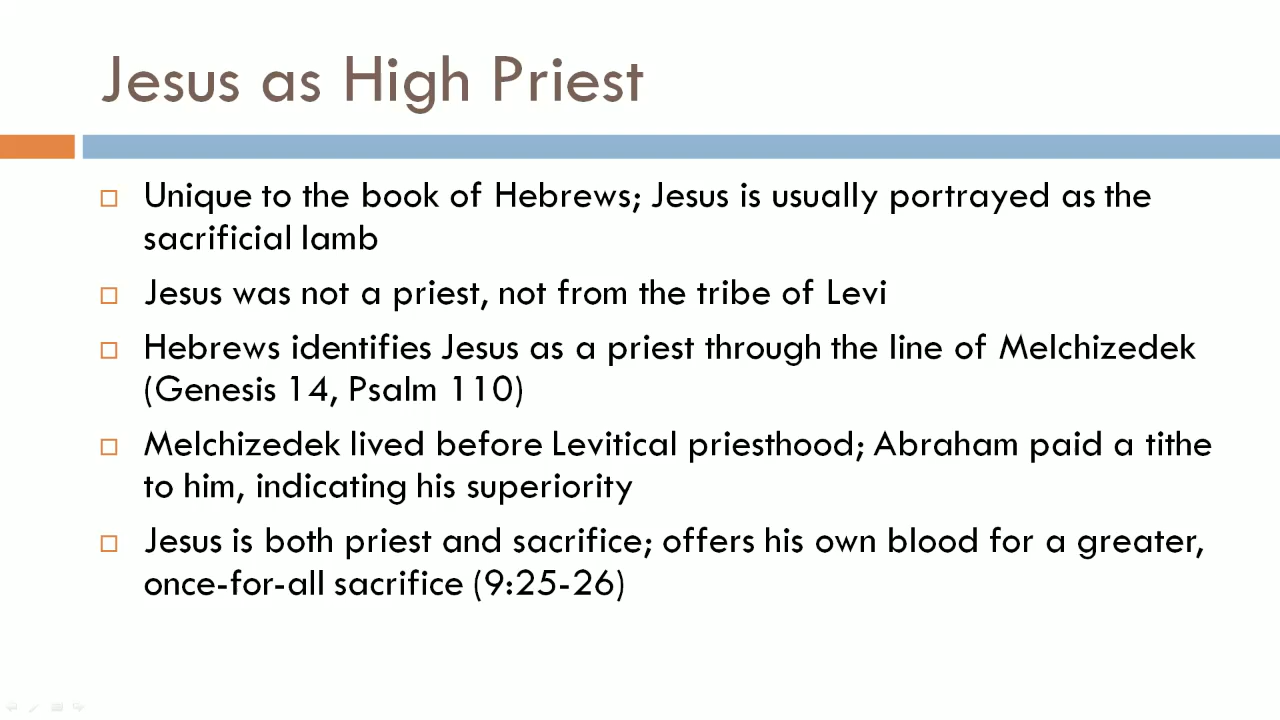 Jesus as High Priest
Unique to the book of Hebrews; Jesus is usually portrayed as the
sacrificial lamb
Jesus was not a priest, not from the tribe of Levi
Hebrews identifies Jesus as a priest through the line of Melchizedek
(Genesis 14, Psalm 110)
Melchizedek lived before Levitical priesthood; Abraham paid a tithe
to him, indicating his superiority
Jesus is both priest and sacrifice; offers his own blood for a greater,
once-for-all sacrifice (9:25-26)